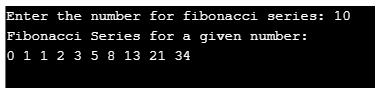 Enter the number for fibonacci series: 10
Fibonacci Series for a given number:
0 1 1 2 3 5 8 13 21 34